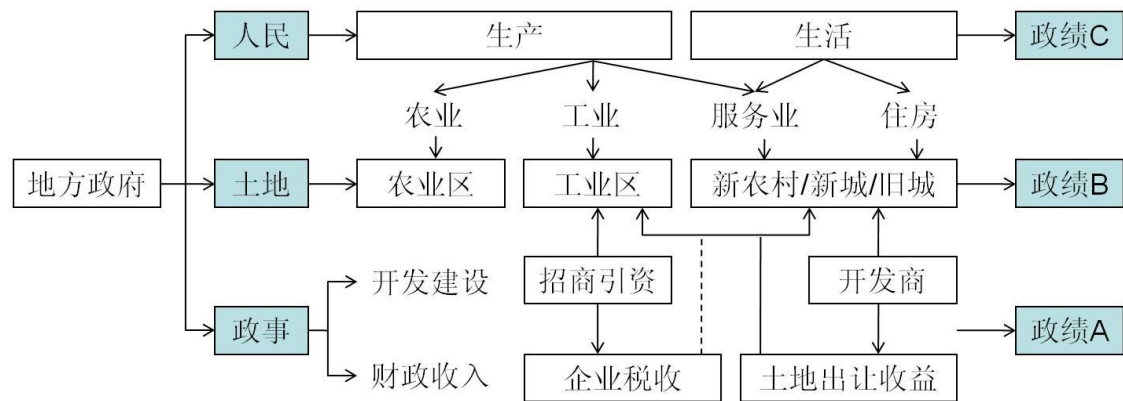 人民 生产 生活 政绩C
农业 工业 服务业 住房
地方政府 土地 农业区 工业区 新农村/新城/旧城 政绩B
开发建设 招商引资 开发商
政事 政绩A
财政收入 企业税收 土地出让收益